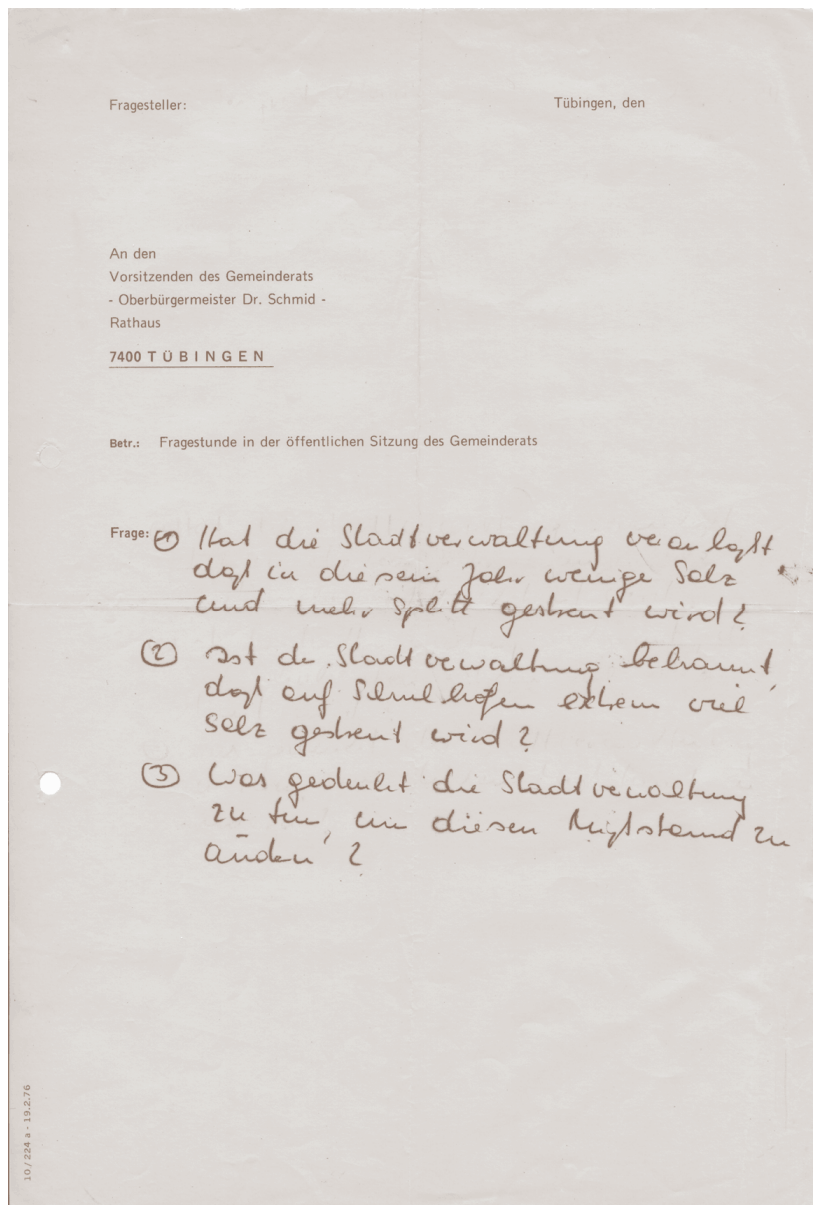 Fragesteller:
Tübingen, den
An den
Vorsitzenden des Gemeinderats
- Oberbürgermeister Dr. Schmid -
Rathaus
7400 TÜBINGEN
Betr.: Fragestunde in der öffentlichen Sitzung des Gemeinderats
Frage: ① Hat die Stadtverwaltung veranlaßt
daß in diesem Jahr weniger Salz
und mehr Splitt gestreut wird?
② Ist der Stadtverwaltung bekannt,
daß auf Schulhöfen extrem viel
Salz gestreut wird?
③ Was gedenkt die Stadtverwaltung
zu tun, um diesen Mißstand zu
ändern?
10/224 a - 19.2.76